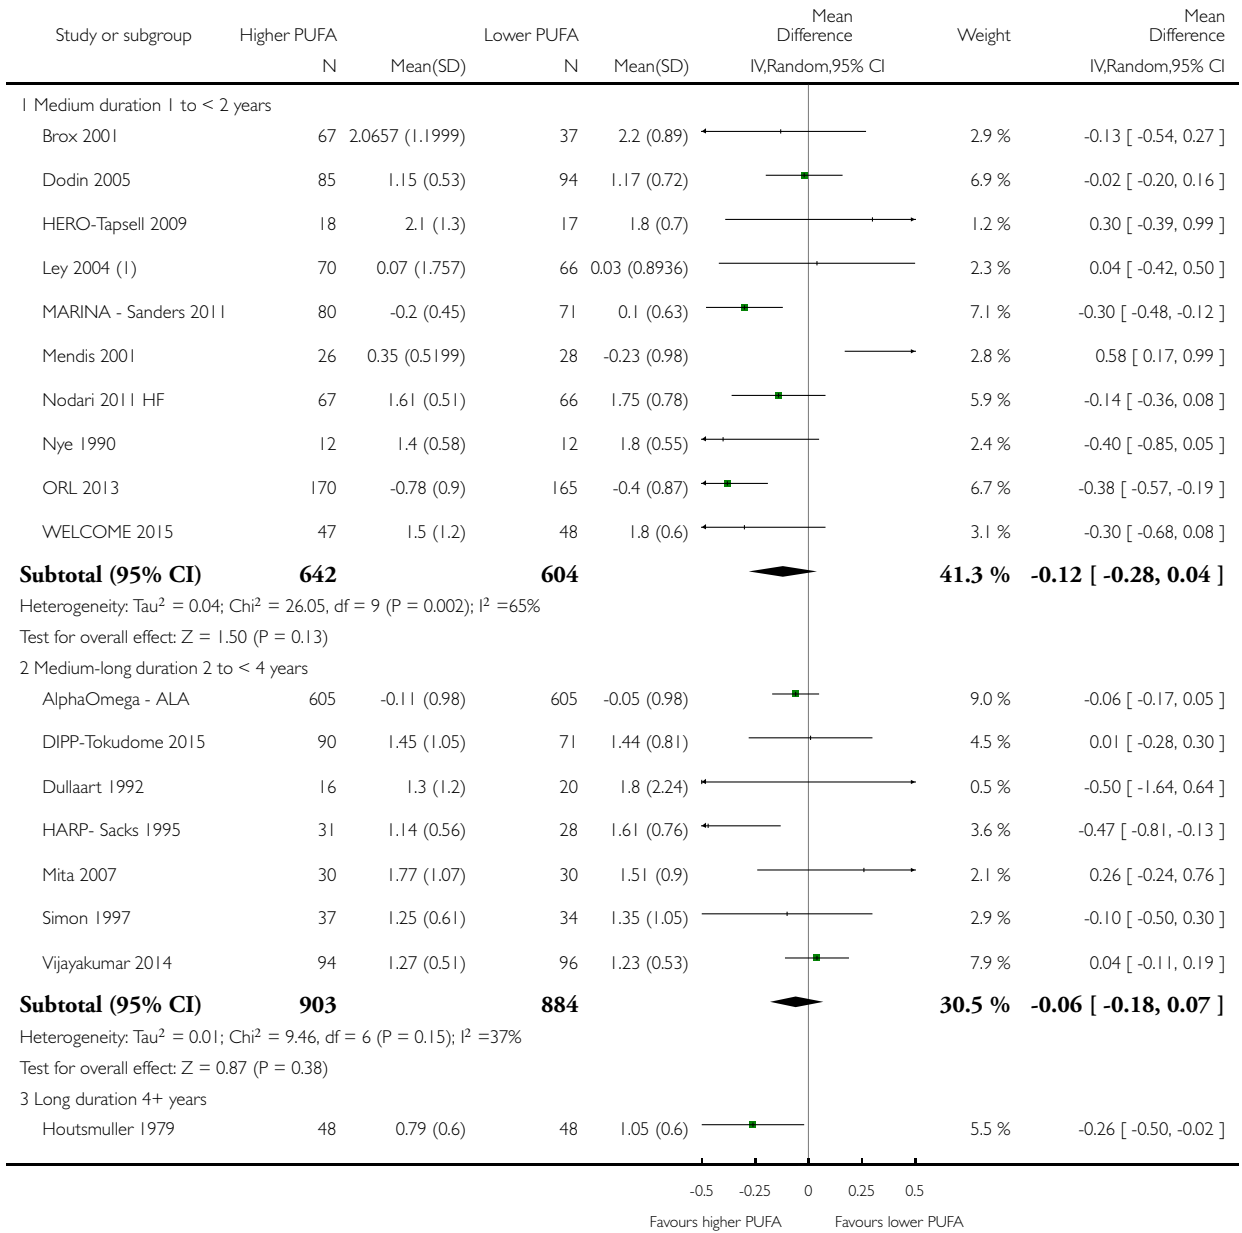 Mean Mean
Study or subgroup Higher PUFA Lower PUFA Difference Weight Difference
N Mean(SD) N Mean(SD) IV,Random,95% CI IV,Random,95% CI
1 Medium duration 1 to < 2 years
Brox 2001 67 2.0657 (1.1999) 37 2.2 (0.89) 2.9 % -0.13 [ -0.54, 0.27 ]
Dodin 2005 85 1.15 (0.53) 94 1.17 (0.72) 6.9 % -0.02 [ -0.20, 0.16 ]
HERO-Tapsell 2009 18 2.1 (1.3) 17 1.8 (0.7) 1.2 % 0.30 [ -0.39, 0.99 ]
Ley 2004 (1) 70 0.07 (1.757) 66 0.03 (0.8936) 2.3 % 0.04 [ -0.42, 0.50 ]
MARINA - Sanders 2011 80 -0.2 (0.45) 71 0.1 (0.63) 7.1 % -0.30 [ -0.48, -0.12 ]
Mendis 2001 26 0.35 (0.5199) 28 -0.23 (0.98) 2.8 % 0.58 [ 0.17, 0.99 ]
Nodari 2011 HF 67 1.61 (0.51) 66 1.75 (0.78) 5.9 % -0.14 [ -0.36, 0.08 ]
Nye 1990 12 1.4 (0.58) 12 1.8 (0.55) 2.4 % -0.40 [ -0.85, 0.05 ]
ORL 2013 170 -0.78 (0.9) 165 -0.4 (0.87) 6.7 % -0.38 [ -0.57, -0.19 ]
WELCOME 2015 47 1.5 (1.2) 48 1.8 (0.6) 3.1 % -0.30 [ -0.68, 0.08 ]
Subtotal (95% CI) 642 604 41.3 % -0.12 [ -0.28, 0.04 ]
Heterogeneity: Tau² = 0.04; Chi² = 26.05, df = 9 (P = 0.002); I² =65%
Test for overall effect: Z = 1.50 (P = 0.13)
2 Medium-long duration 2 to < 4 years
AlphaOmega - ALA 605 -0.11 (0.98) 605 -0.05 (0.98) 9.0 % -0.06 [ -0.17, 0.05 ]
DIPP-Tokudome 2015 90 1.45 (1.05) 71 1.44 (0.81) 4.5 % 0.01 [ -0.28, 0.30 ]
Dullaart 1992 16 1.3 (1.2) 20 1.8 (2.24) 0.5 % -0.50 [ -1.64, 0.64 ]
HARP- Sacks 1995 31 1.14 (0.56) 28 1.61 (0.76) 3.6 % -0.47 [ -0.81, -0.13 ]
Mita 2007 30 1.77 (1.07) 30 1.51 (0.9) 2.1 % 0.26 [ -0.24, 0.76 ]
Simon 1997 37 1.25 (0.61) 34 1.35 (1.05) 2.9 % -0.10 [ -0.50, 0.30 ]
Vijayakumar 2014 94 1.27 (0.51) 96 1.23 (0.53) 7.9 % 0.04 [ -0.11, 0.19 ]
Subtotal (95% CI) 903 884 30.5 % -0.06 [ -0.18, 0.07 ]
Heterogeneity: Tau² = 0.01; Chi² = 9.46, df = 6 (P = 0.15); I² =37%
Test for overall effect: Z = 0.87 (P = 0.38)
3 Long duration 4+ years
Houtsmuller 1979 48 0.79 (0.6) 48 1.05 (0.6) 5.5 % -0.26 [ -0.50, -0.02 ]
-0.5 -0.25 0 0.25 0.5
Favours higher PUFA Favours lower PUFA